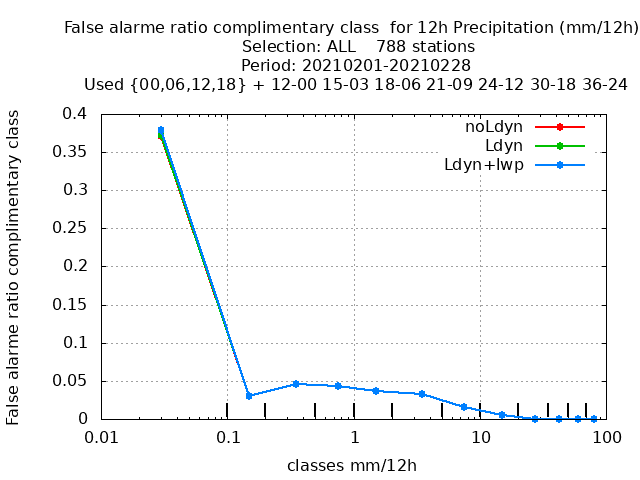 False alarme ratio complimentary class  for 12h Precipitation (mm/12h)
Selection: ALL    788 stations
Period: 20210201-20210228
Used {00,06,12,18} + 12-00 15-03 18-06 21-09 24-12 30-18 36-24
False alarme ratio complimentary class
0.4
0.35
0.3
0.25
0.2
0.15
0.1
0.05
0
noLdyn
Ldyn
Ldyn+lwp
0.01 0.1 1 10 100
classes mm/12h